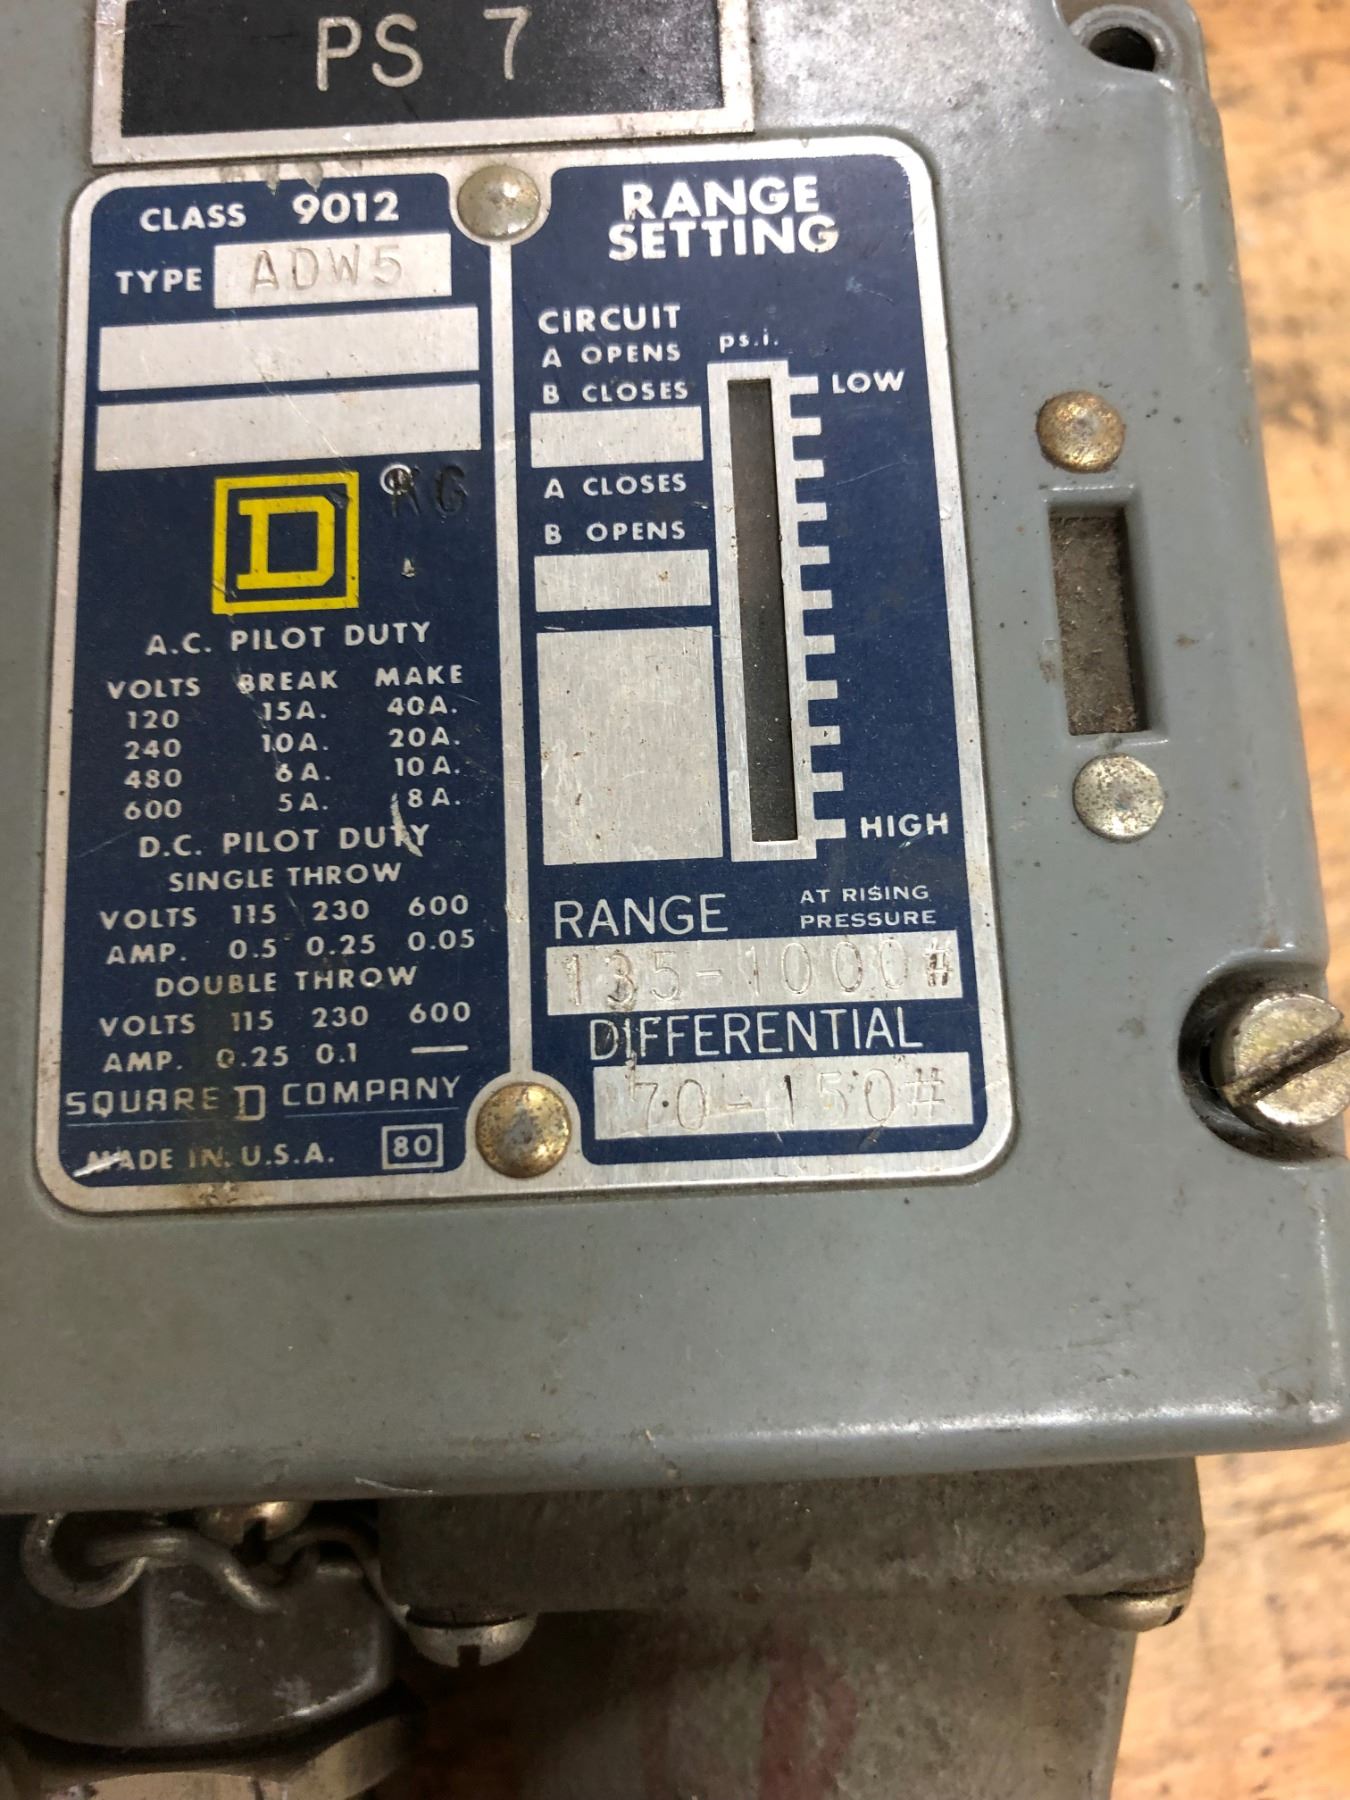 PS 7
CLASS 9012
TYPE ADW5
D
®
KG
A.C. PILOT DUTY
VOLTS BREAK MAKE
120 15A. 40A.
240 10A. 20A.
480 6A. 10A.
600 5A. 8A.
D.C. PILOT DUTY
SINGLE THROW
VOLTS 115 230 600
AMP. 0.5 0.25 0.05
DOUBLE THROW
VOLTS 115 230 600
AMP. 0.25 0.1 —
SQUARE D COMPANY
MADE IN U.S.A. 80
RANGE
SETTING
CIRCUIT
A OPENS
B CLOSES
A CLOSES
B OPENS
ps.i.
LOW
HIGH
RANGE AT RISING
PRESSURE
135-1000#
DIFFERENTIAL
70-150#